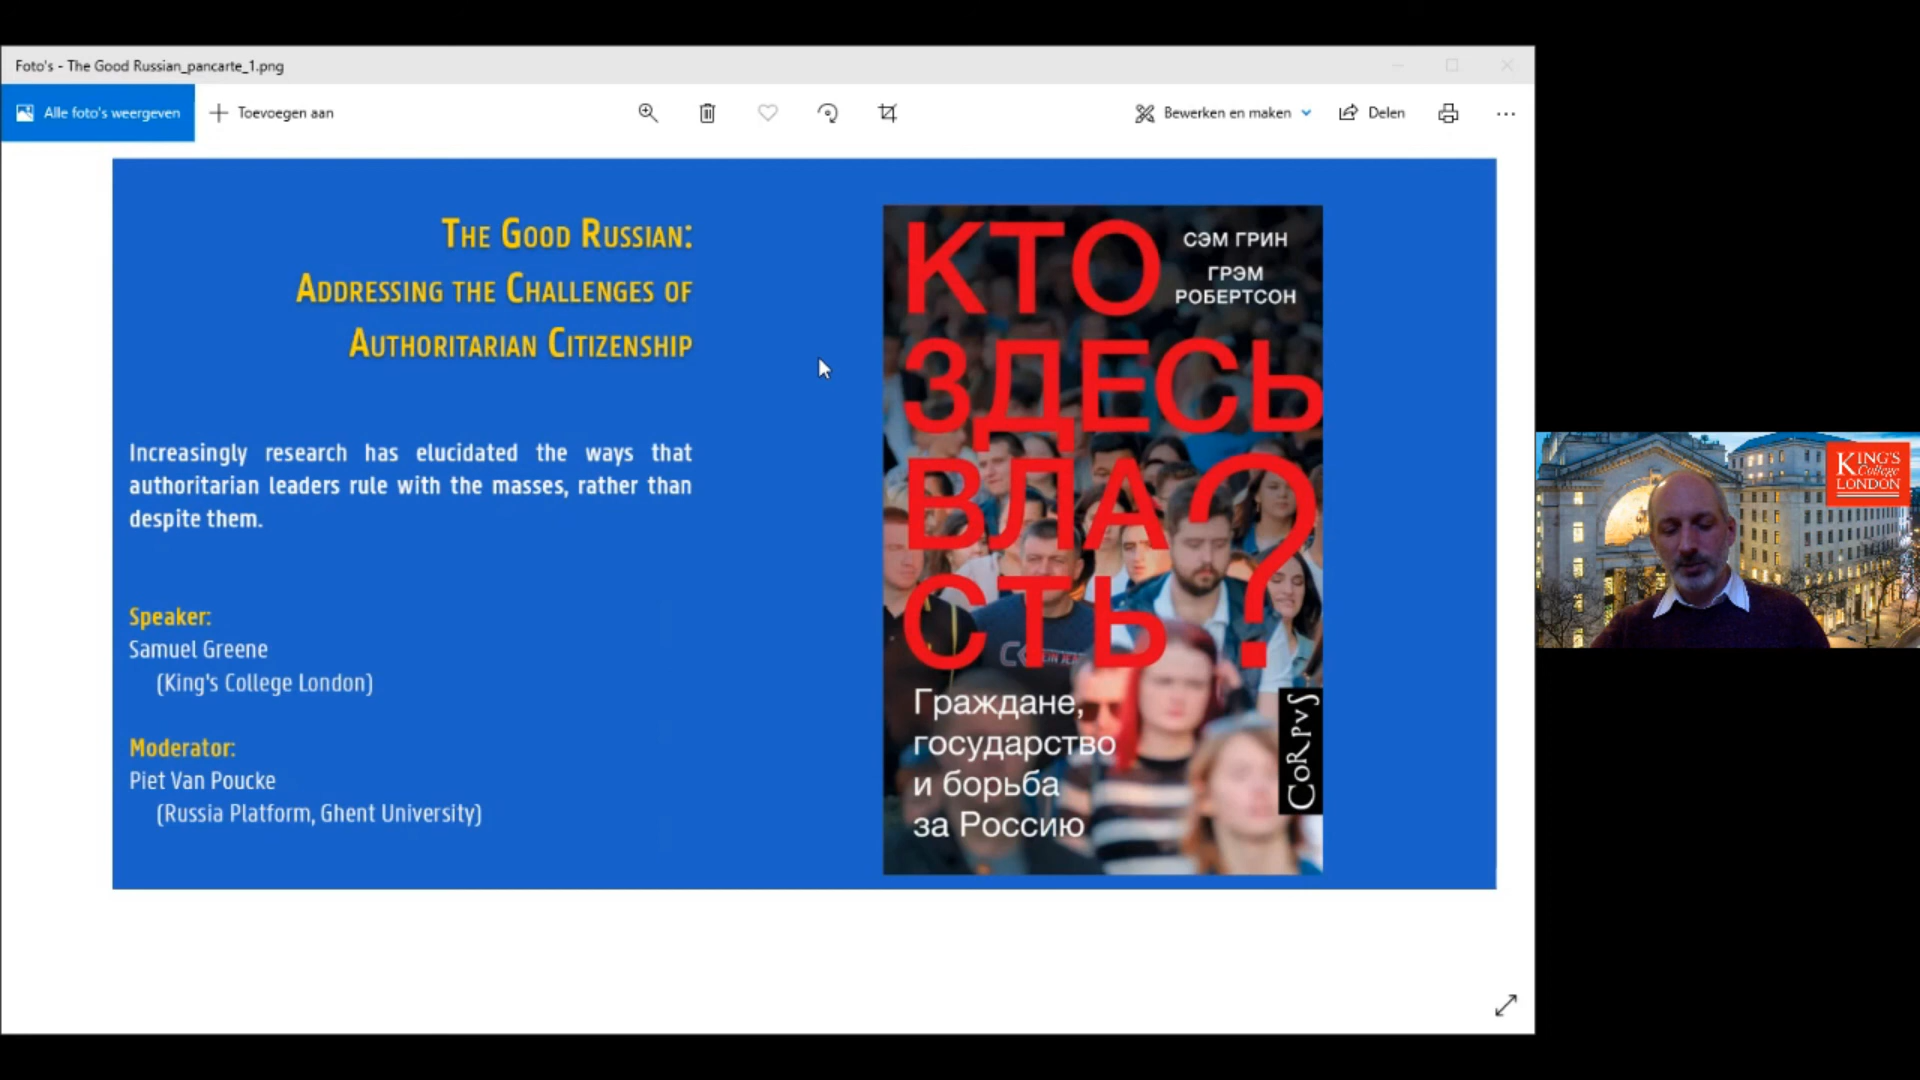 Foto's - The Good Russian_pancarte_1.png
Alle foto's weergeven
Toevoegen aan
Bewerken en maken
Delen
The Good Russian:
Addressing the Challenges of
Authoritarian Citizenship
Increasingly research has elucidated the ways that
authoritarian leaders rule with the masses, rather than
despite them.
Speaker:
Samuel Greene
(King's College London)
Moderator:
Piet Van Poucke
(Russia Platform, Ghent University)
СЭМ ГРИН
ГРЭМ
РОБЕРТСОН
КТО
ЗДЕСЬ
ВЛА
СТЬ?
Граждане,
государство
и борьба
за Россию
CORPVS
KING'S
College
LONDON